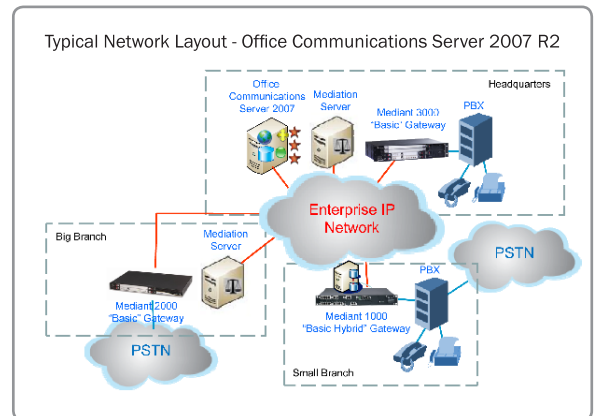 Typical Network Layout - Office Communications Server 2007 R2
Headquarters
Office
Communications
Server 2007
Mediation
Server
Mediant 3000
"Basic" Gateway
PBX
Enterprise IP
Network
Big Branch
Mediation
Server
Mediant 2000
"Basic" Gateway
PSTN
PSTN
PBX
Mediant 1000
"Basic Hybrid" Gateway
Small Branch